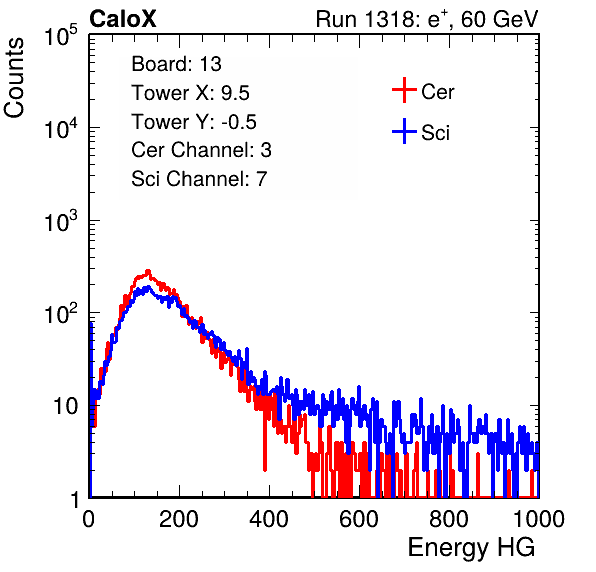 CaloX Run 1318: e⁺, 60 GeV
Counts
Board: 13
Tower X: 9.5
Tower Y: -0.5
Cer Channel: 3
Sci Channel: 7
Cer
Sci
10⁵
10⁴
10³
10²
10
1
0 200 400 600 800 1000
Energy HG